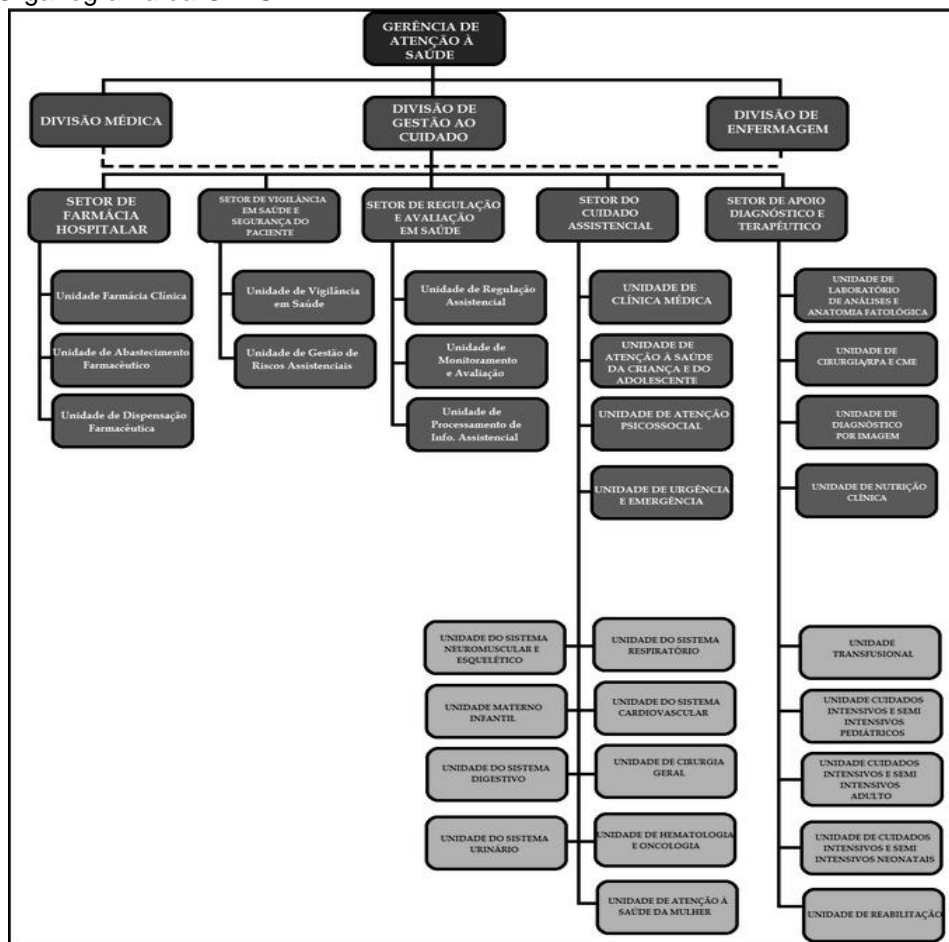 GERÊNCIA DE
ATENÇÃO À
SAÚDE
DIVISÃO MÉDICA
DIVISÃO DE
GESTÃO AO
CUIDADO
DIVISÃO DE
ENFERMAGEM
SETOR DE
FARMÁCIA
HOSPITALAR
SETOR DE VIGILÂNCIA
EM SAÚDE E
SEGURANÇA DO
PACIENTE
SETOR DE REGULAÇÃO
E AVALIAÇÃO
EM SAÚDE
SETOR DO
CUIDADO
ASSISTENCIAL
SETOR DE APOIO
DIAGNÓSTICO E
TERAPÊUTICO
Unidade Farmácia Clínica
Unidade de Abastecimento
Farmacêutico
Unidade de Dispensação
Farmacêutica
Unidade de Vigilância
em Saúde
Unidade de Gestão de
Riscos Assistenciais
Unidade de Regulação
Assistencial
Unidade de
Monitoramento
e Avaliação
Unidade de
Processamento de
Info. Assistencial
UNIDADE DE
CLÍNICA MÉDICA
UNIDADE DE
ATENÇÃO À SAÚDE
DA CRIANÇA E DO
ADOLESCENTE
UNIDADE DE ATENÇÃO
PSICOSSOCIAL
UNIDADE DE URGÊNCIA
E EMERGÊNCIA
UNIDADE DO SISTEMA
NEUROMUSCULAR E
ESQUELÉTICO
UNIDADE MATERNO
INFANTIL
UNIDADE DO SISTEMA
DIGESTIVO
UNIDADE DO SISTEMA
URINÁRIO
UNIDADE DO SISTEMA
RESPIRATÓRIO
UNIDADE DO SISTEMA
CARDIOVASCULAR
UNIDADE DE CIRURGIA
GERAL
UNIDADE DE HEMATOLOGIA
E ONCOLOGIA
UNIDADE DE ATENÇÃO À
SAÚDE DA MULHER
UNIDADE DE
LABORATÓRIO
DE ANÁLISES E
ANATOMIA FATOLÓGICA
UNIDADE DE
CIRURGIA/RPA E CME
UNIDADE DE
DIAGNÓSTICO
POR IMAGEM
UNIDADE DE NUTRIÇÃO
CLÍNICA
UNIDADE
TRANSFUSIONAL
UNIDADE CUIDADOS
INTENSIVOS E SEMI
INTENSIVOS
PEDIÁTRICOS
UNIDADE CUIDADOS
INTENSIVOS E SEMI
INTENSIVOS
ADULTO
UNIDADE DE CUIDADOS
INTENSIVOS E SEMI
INTENSIVOS NEONATAIS
UNIDADE DE REABILITAÇÃO